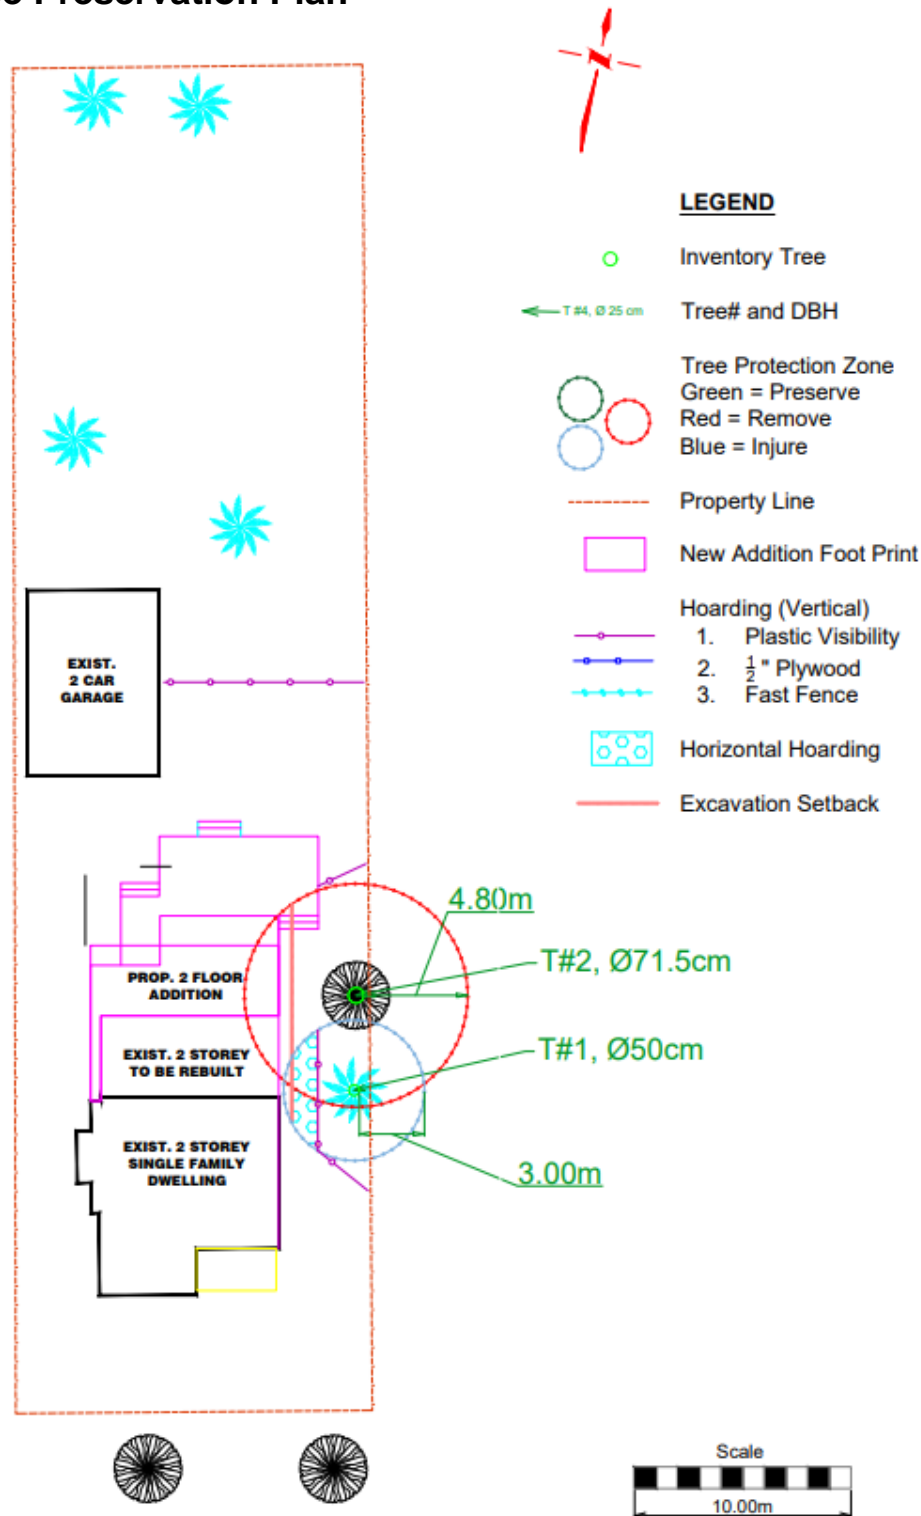 Preservation Plan
LEGEND
Inventory Tree
T #4, Ø 25 cm
Tree# and DBH
Tree Protection Zone
Green = Preserve
Red = Remove
Blue = Injure
Property Line
New Addition Foot Print
Hoarding (Vertical)
1. Plastic Visibility
2. ½" Plywood
3. Fast Fence
Horizontal Hoarding
Excavation Setback
EXIST.
2 CAR
GARAGE
4.80m
T#2, Ø71.5cm
PROP. 2 FLOOR
ADDITION
T#1, Ø50cm
EXIST. 2 STOREY
TO BE REBUILT
EXIST. 2 STOREY
SINGLE FAMILY
DWELLING
3.00m
Scale
10.00m